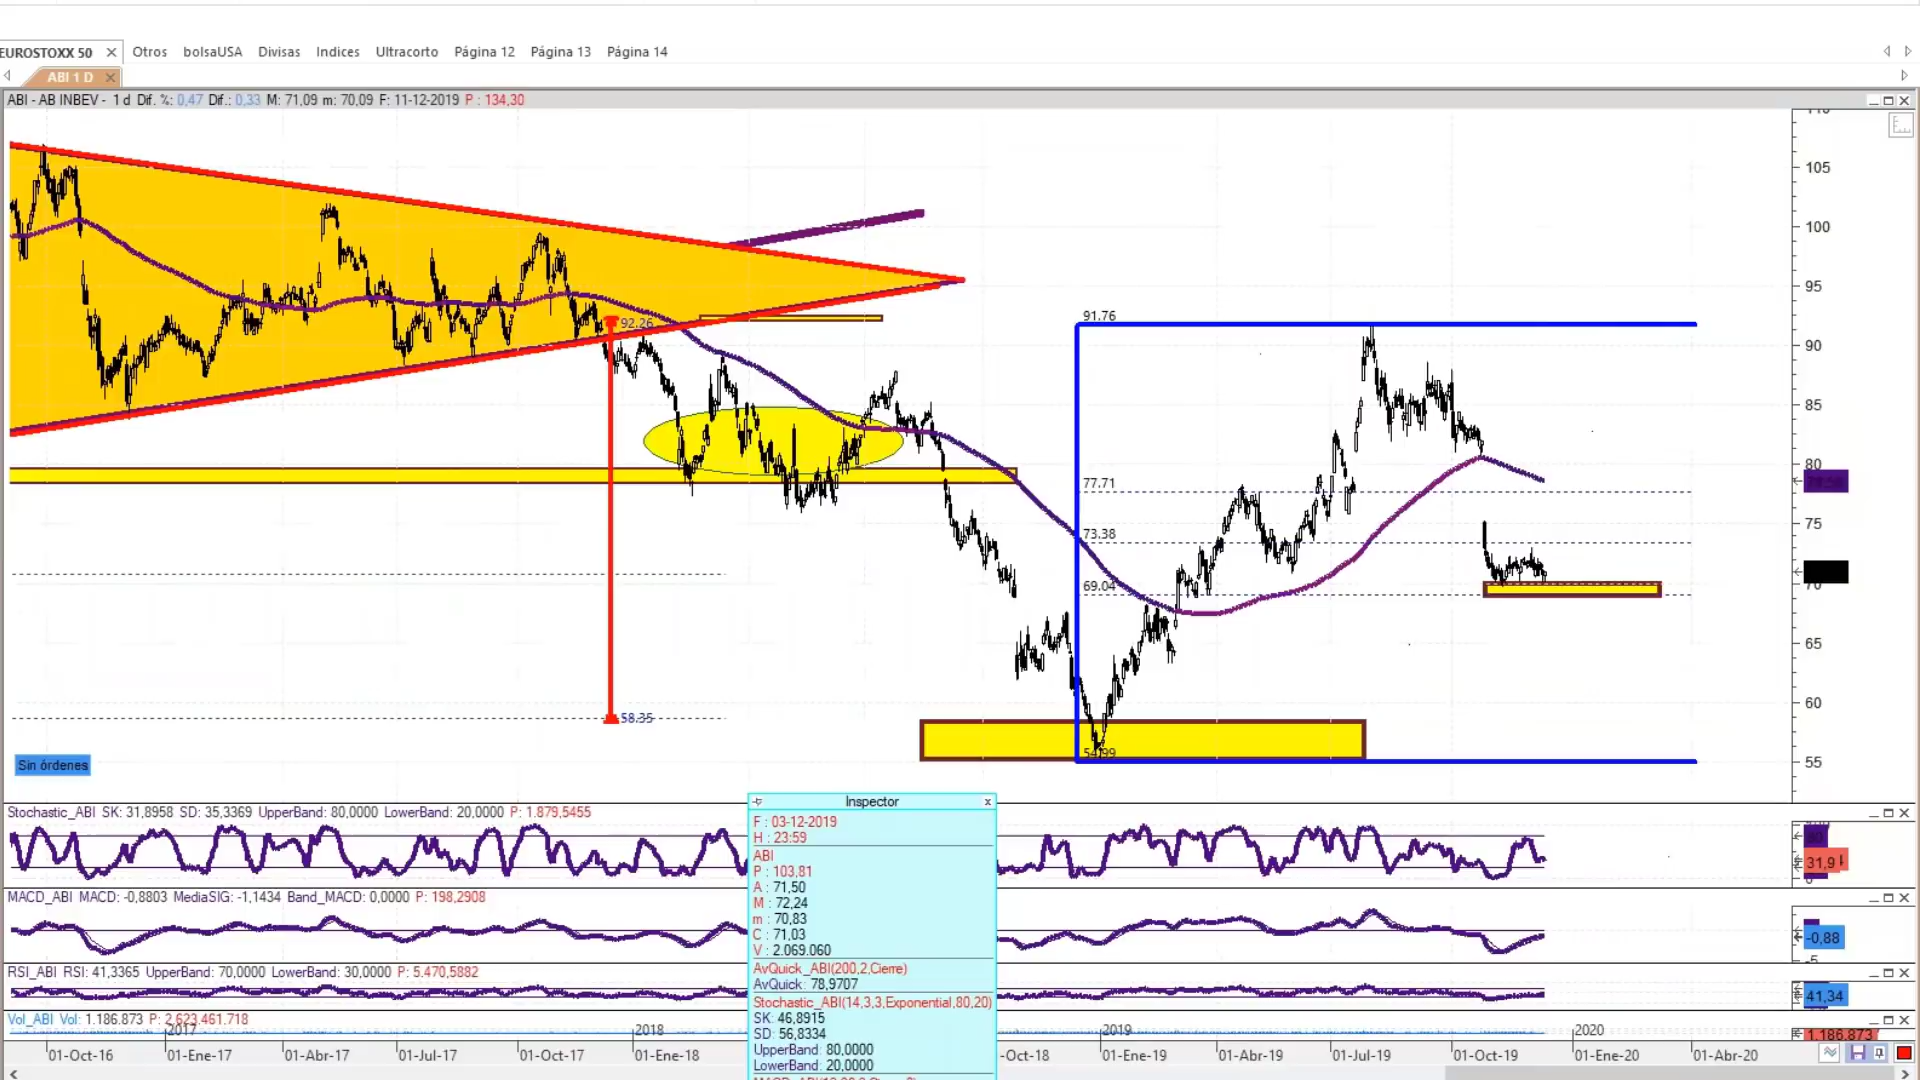 EUROSTOXX 50 Otros bolsaUSA Divisas Indices Ultracorto Página 12 Página 13 Página 14
ABI 1 D
ABI - AB INBEV - 1 d Dif. %: 0,47 Dif.: 0,33 M: 71,09 m: 70,09 F: 11-12-2019 P : 134,30
105
100
95
92.26
91.76
90
85
80
77.71
75
73.38
70
69.04
65
60
58.35
54.99
55
Sin órdenes
Stochastic_ABI SK: 31,8958 SD: 35,3369 UpperBand: 80,0000 LowerBand: 20,0000 P: 1.879,5455
31,9
MACD_ABI MACD: -0,8803 MediaSIG: -1,1434 Band_MACD: 0,0000 P: 198,2908
-0,88
-5
RSI_ABI RSI: 41,3365 UpperBand: 70,0000 LowerBand: 30,0000 P: 5.470,5882
41,34
Vol_ABI Vol: 1.186.873 P: 2.623.461.718
1.186.873
2017 2018 2019 2020
01-Oct-16 01-Ene-17 01-Abr-17 01-Jul-17 01-Oct-17 01-Ene-18 -Oct-18 01-Ene-19 01-Abr-19 01-Jul-19 01-Oct-19 01-Ene-20 01-Abr-20
Inspector x
F : 03-12-2019
H : 23:59
ABI
P : 103,81
A : 71,50
M : 72,24
m : 70,83
C : 71,03
V : 2.069.060
AvQuick_ABI(200,2,Cierre)
AvQuick: 78,9707
Stochastic_ABI(14,3,3,Exponential,80,20)
SK: 46,8915
SD: 56,8334
UpperBand: 80,0000
LowerBand: 20,0000